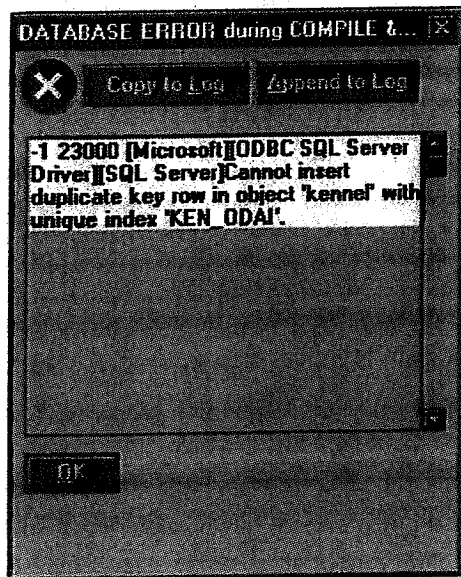 DATABASE ERROR during COMPILE &...
Copy to Log
Append to Log
-1 23000 [Microsoft][ODBC SQL Server
Driver][SQL Server]Cannot insert
duplicate key row in object 'kennel' with
unique index 'KEN_ODAI'.
OK